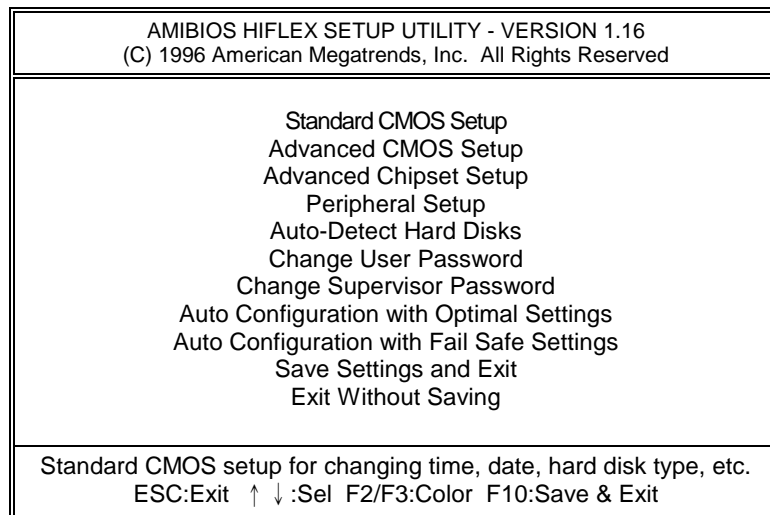 AMIBIOS HIFLEX SETUP UTILITY - VERSION 1.16
(C) 1996 American Megatrends, Inc. All Rights Reserved
Standard CMOS Setup
Advanced CMOS Setup
Advanced Chipset Setup
Peripheral Setup
Auto-Detect Hard Disks
Change User Password
Change Supervisor Password
Auto Configuration with Optimal Settings
Auto Configuration with Fail Safe Settings
Save Settings and Exit
Exit Without Saving
Standard CMOS setup for changing time, date, hard disk type, etc.
ESC:Exit ↑ ↓ :Sel F2/F3:Color F10:Save & Exit